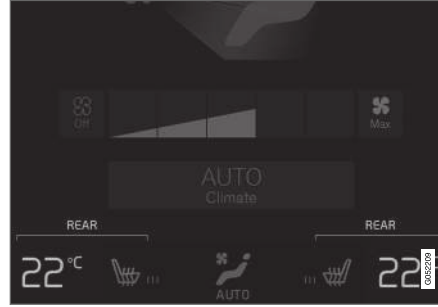 Off
Max
AUTO
Climate
REAR
REAR
22°C
22°
AUTO
G052209